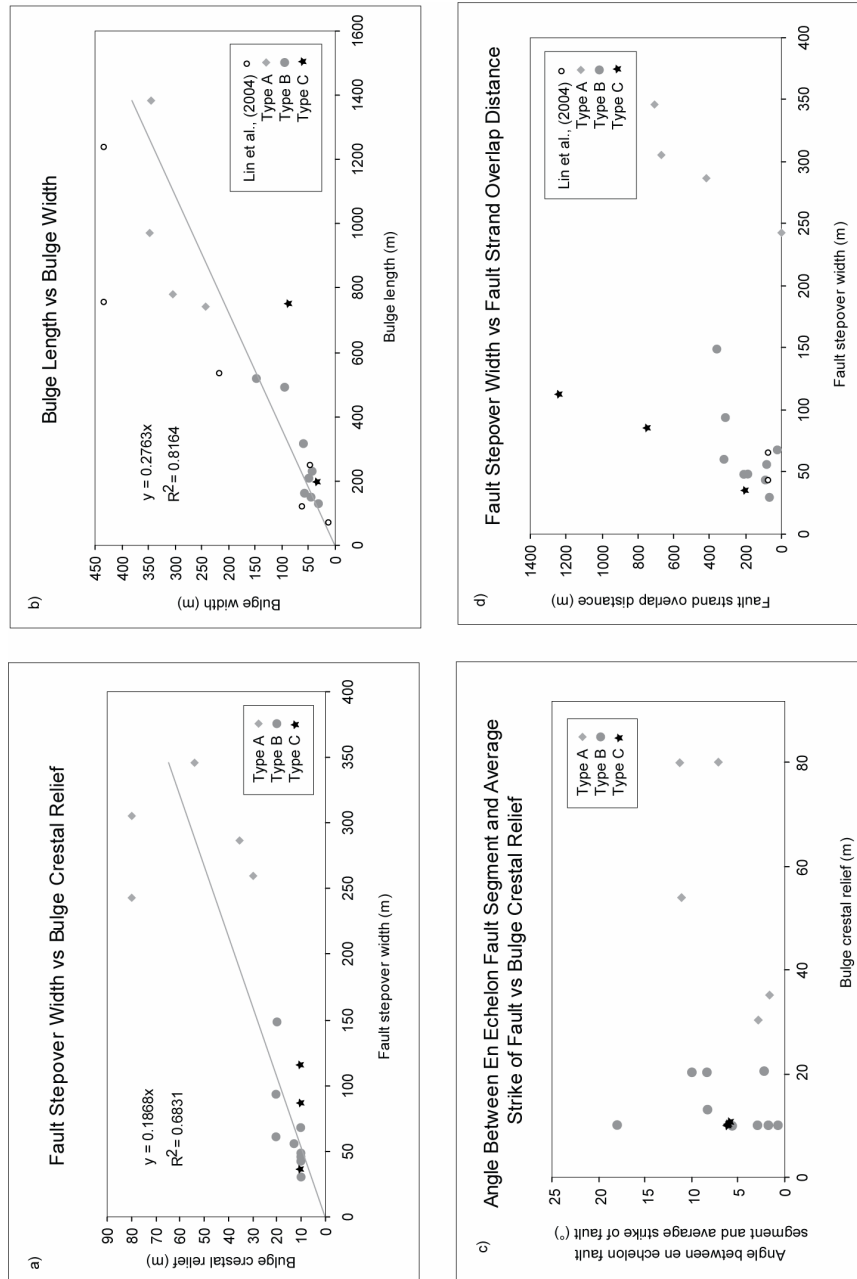 a)
Fault Stepover Width vs Bulge Crestal Relief
y = 0.1868x
R2 = 0.6831
Bulge crestal relief
(m)
90
80
70
60
50
40
30
20
10
0
0
50
100
150
200
250
300
350
400
Fault stepover width (m)
Type A
Type B
Type C
b)
Bulge Length vs Bulge Width
y = 0.2763x
R2 = 0.8164
Bulge width (m)
450
400
350
300
250
200
150
100
50
0
0
200
400
600
800
1000
1200
1400
1600
Bulge length (m)
Lin et al., (2004)
Type A
Type B
Type C
c)
Angle Between En Echelon Fault Segment and Average
Strike of Fault vs Bulge Crestal Relief
Angle between en echelon fault
segment and average strike of fault (°)
25
20
15
10
5
0
0
20
40
60
80
Bulge crestal relief (m)
Type A
Type B
Type C
d)
Fault Stepover Width vs Fault Strand Overlap Distance
Fault strand overlap distance (m)
1400
1200
1000
800
600
400
200
0
0
50
100
150
200
250
300
350
400
Fault stepover width (m)
Lin et al., (2004)
Type A
Type B
Type C